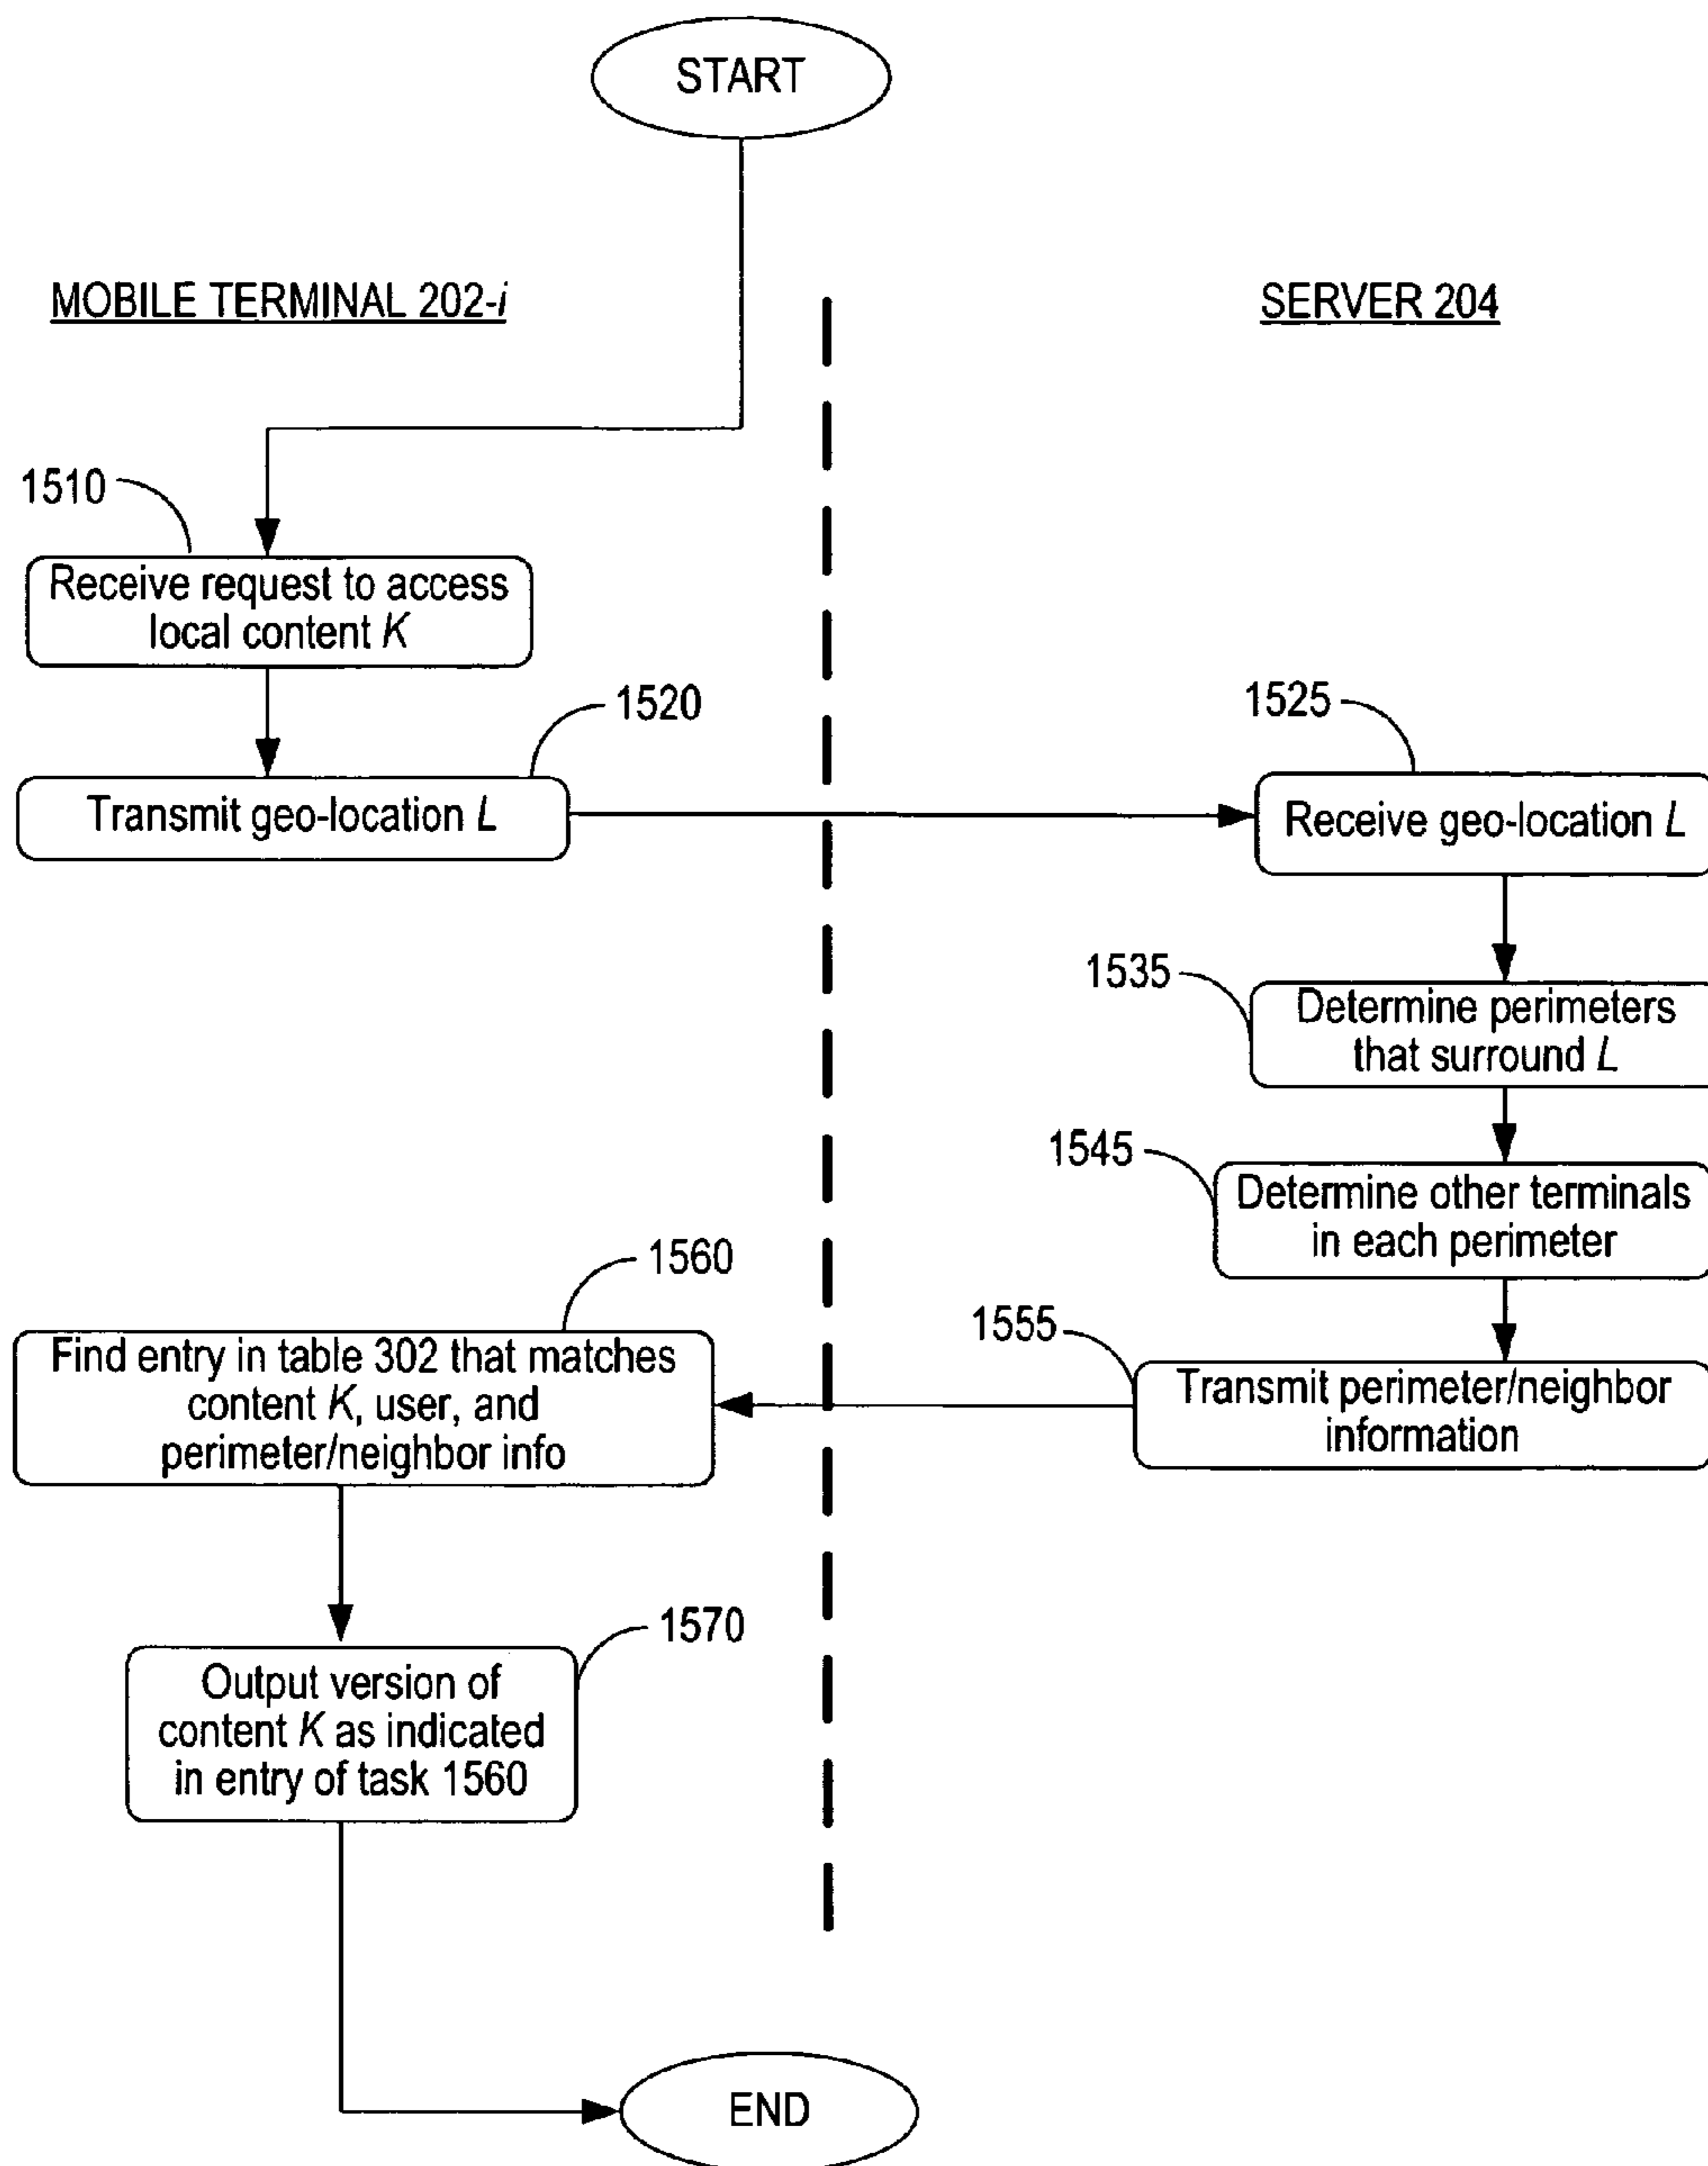 START
MOBILE TERMINAL 202-i
SERVER 204
1510
Receive request to access
local content K
1520
Transmit geo-location L
1525
Receive geo-location L
1535
Determine perimeters
that surround L
1545
Determine other terminals
in each perimeter
1555
Transmit perimeter/neighbor
information
1560
Find entry in table 302 that matches
content K, user, and
perimeter/neighbor info
1570
Output version of
content K as indicated
in entry of task 1560
END